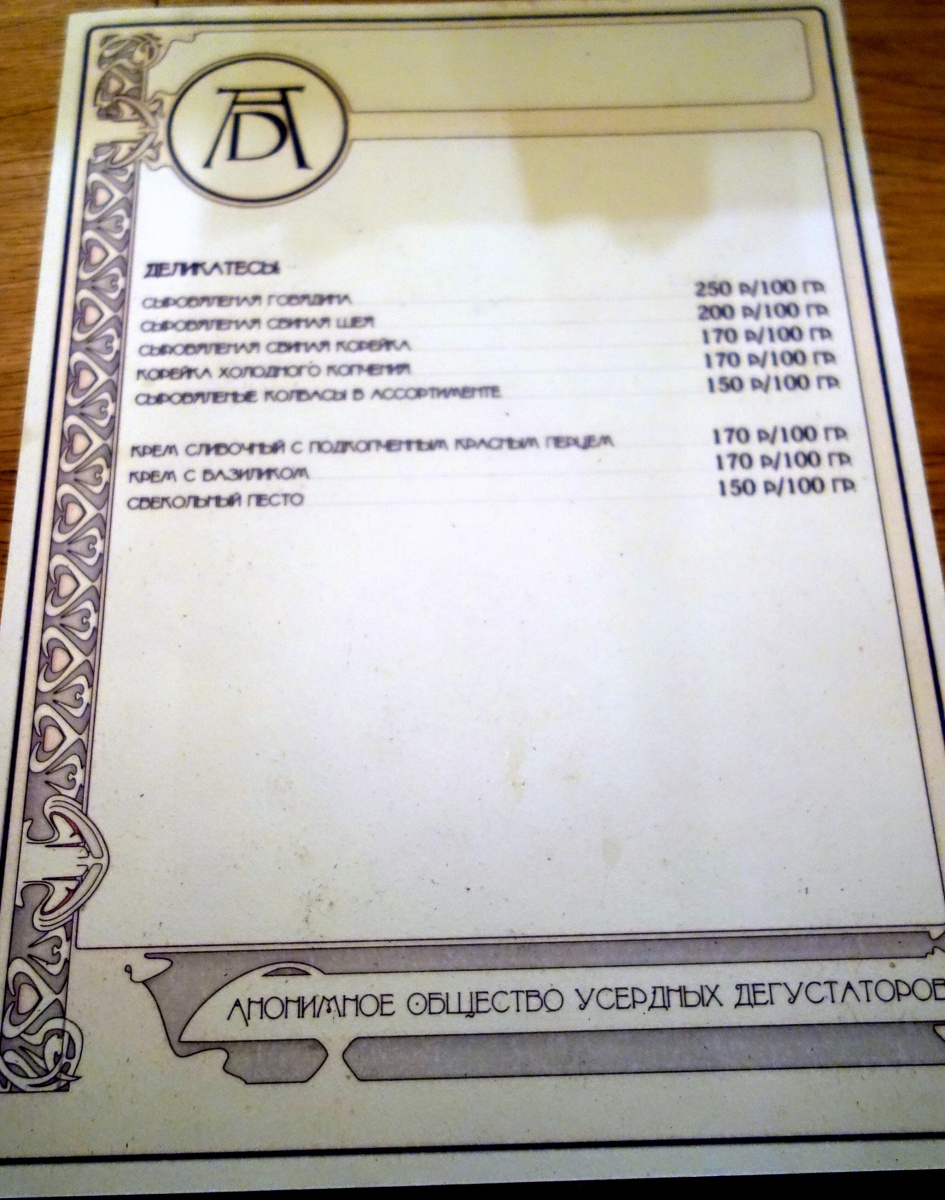 AD
ДЕЛИКАТЕСЫ
СЫРОВЯЛЕНАЯ ГОВЯДИНА 250 Р/100 ГР.
СЫРОВЯЛЕНАЯ СВИНАЯ ШЕЯ 200 Р/100 ГР.
СЫРОВЯЛЕНАЯ СВИНАЯ КОРЕЙКА 170 Р/100 ГР.
КОРЕЙКА ХОЛОДНОГО КОПЧЕНИЯ 170 Р/100 ГР.
СЫРОВЯЛЕНЫЕ КОЛБАСЫ В АССОРТИМЕНТЕ 150 Р/100 ГР.
КРЕМ СЛИВОЧНЫЙ С ПОДКОПЧЕННЫМ КРАСНЫМ ПЕРЦЕМ 170 Р/100 ГР.
КРЕМ С БАЗИЛИКОМ 170 Р/100 ГР.
СВЕКОЛЬНЫЙ ПЕСТО 150 Р/100 ГР.
АНОНИМНОЕ ОБЩЕСТВО УСЕРДНЫХ ДЕГУСТАТОРОВ